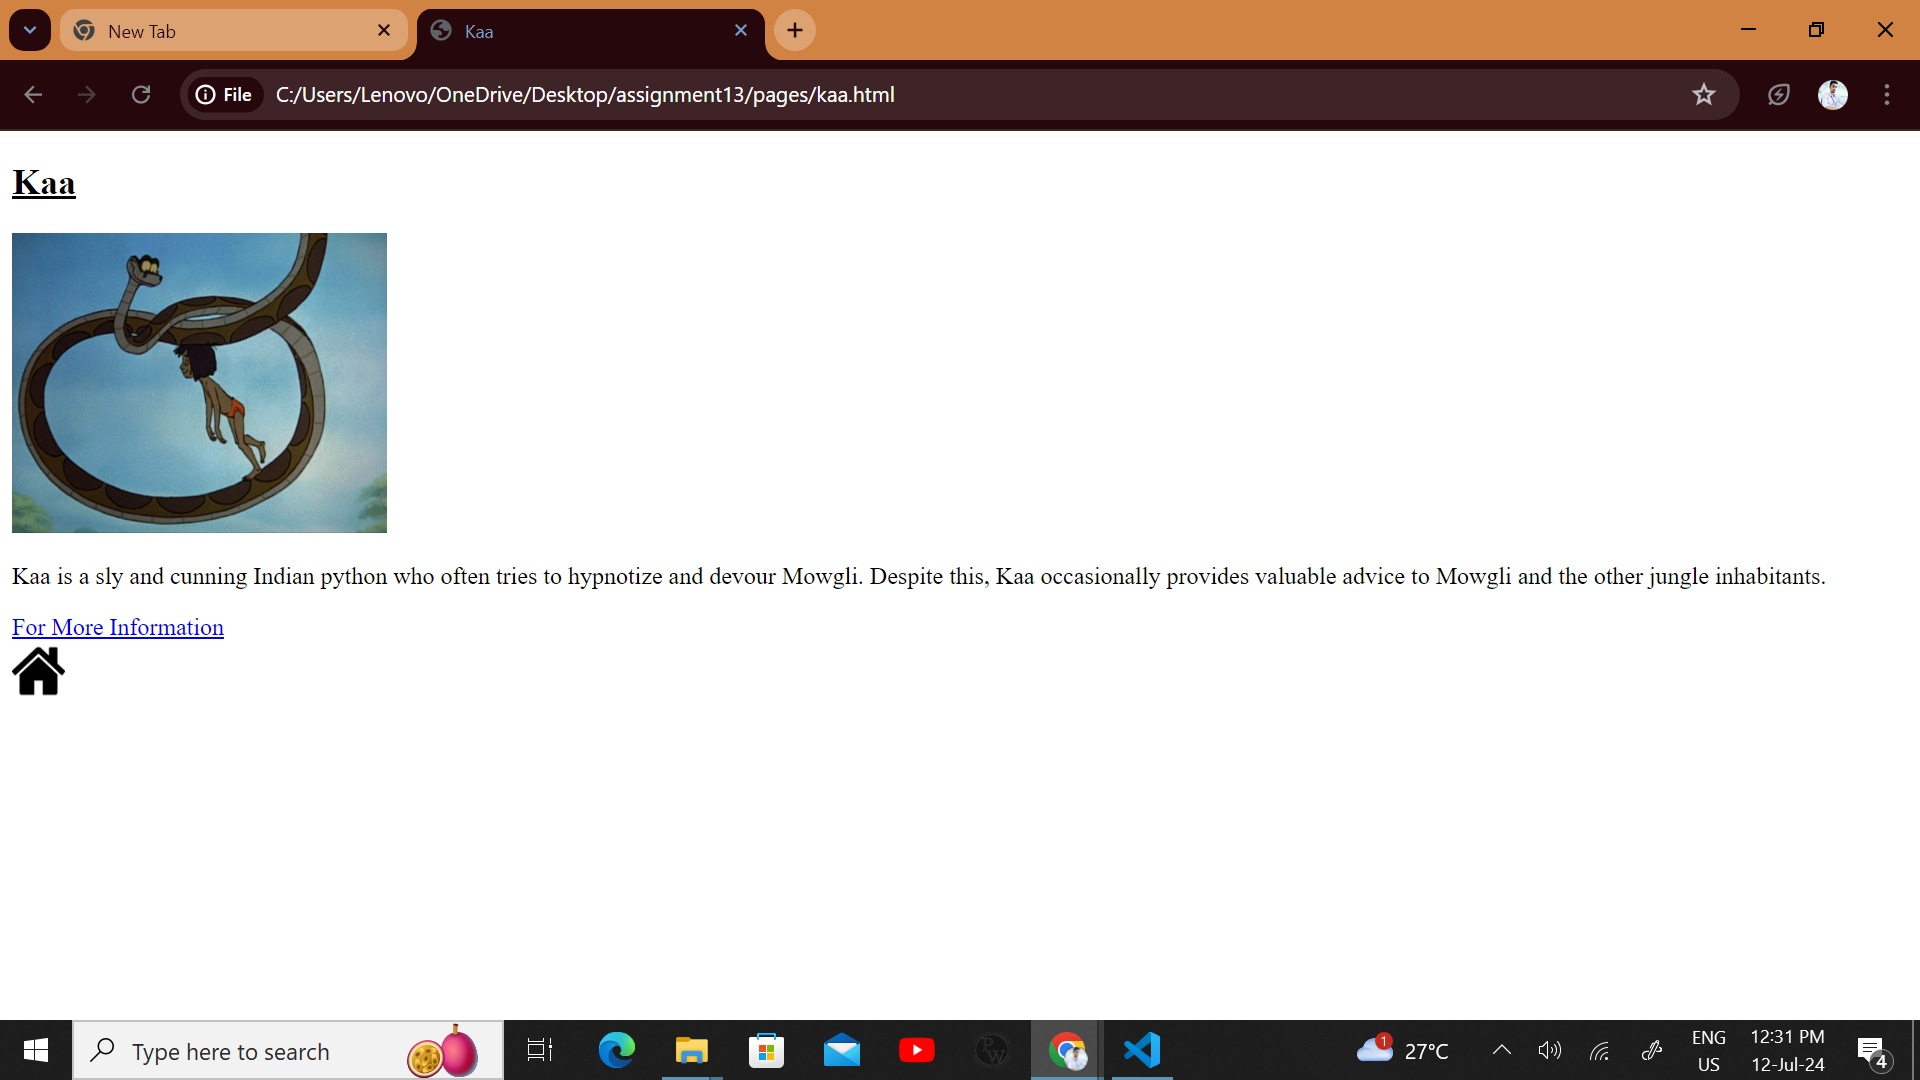 New Tab
Kaa
File
C:/Users/Lenovo/OneDrive/Desktop/assignment13/pages/kaa.html
Kaa
Kaa is a sly and cunning Indian python who often tries to hypnotize and devour Mowgli. Despite this, Kaa occasionally provides valuable advice to Mowgli and the other jungle inhabitants.
For More Information
Type here to search
PW
1
27°C
ENG
US
12:31 PM
12-Jul-24
4